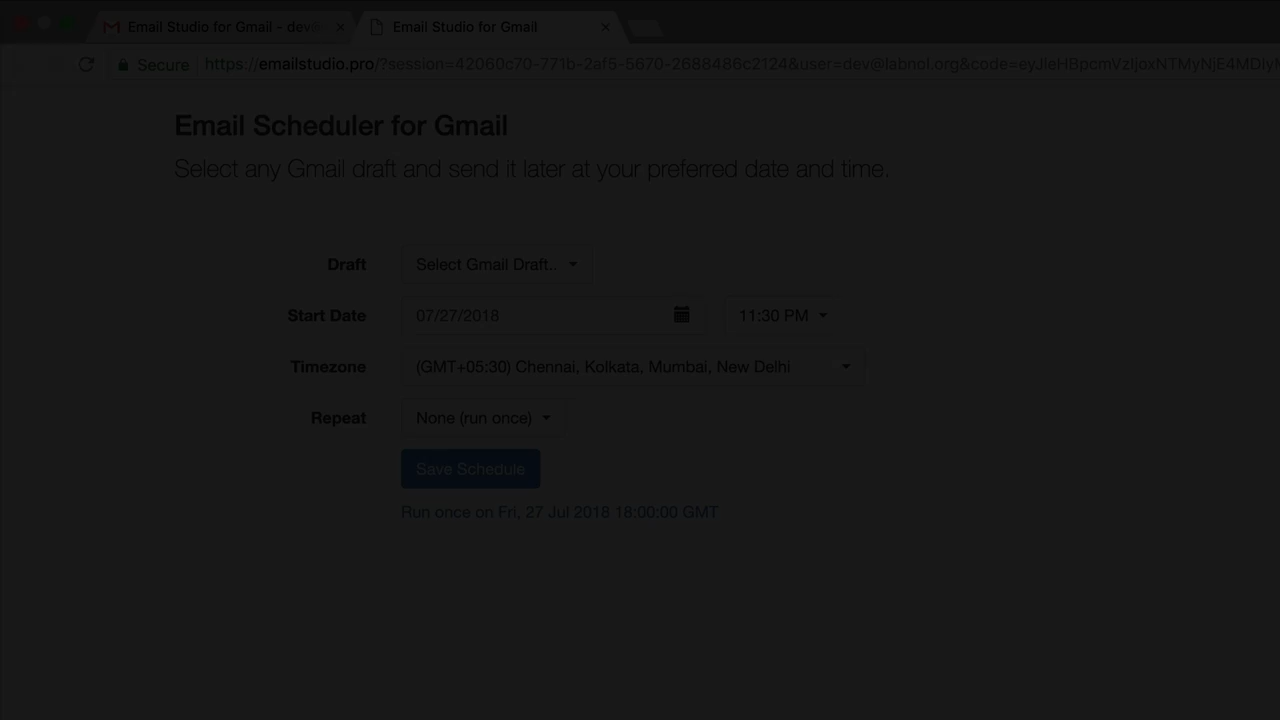 Email Studio for Gmail - dev
Email Studio for Gmail
Secure https://emailstudio.pro/?session=42060c70-771b-2af5-5670-2688486c2124&user=dev@labnol.org&code=eyJleHBpcmVzIjoxNTMyNjE4MDIy
Email Scheduler for Gmail
Select any Gmail draft and send it later at your preferred date and time.
Draft Select Gmail Draft..
Start Date 07/27/2018 11:30 PM
Timezone (GMT+05:30) Chennai, Kolkata, Mumbai, New Delhi
Repeat None (run once)
Save Schedule
Run once on Fri, 27 Jul 2018 18:00:00 GMT